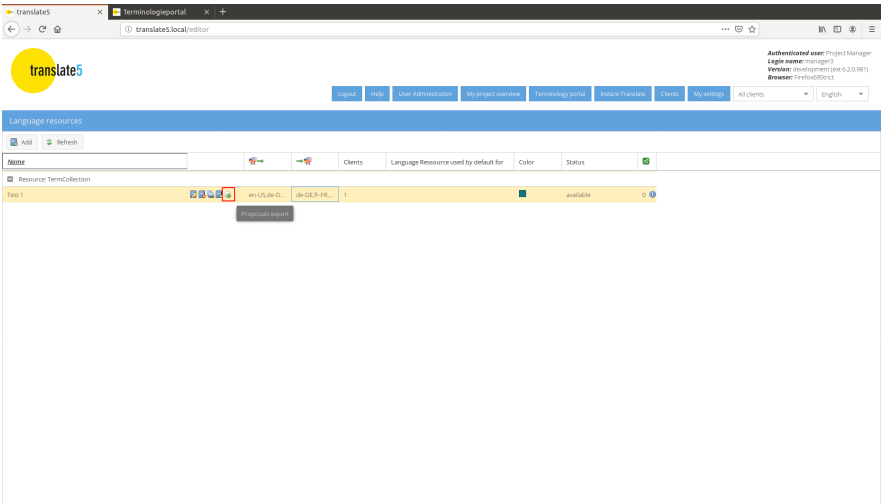 translate5
Terminologieportal
translate5.local/editor
translate5
Authenticated user: Project Manager
Login name: manager3
Version: development (ext 6.2.0.981)
Browser: Firefox69Strict
Logout Help User Administration My project overview Terminology portal Instant-Translate Clients My settings All clients English
Language resources
Add Refresh
Name Clients Language Ressource used by default for Color Status
Resource: TermCollection
Test 1 en-US,de-D... de-DE,fr-FR,... 1 available 0
Proposals export